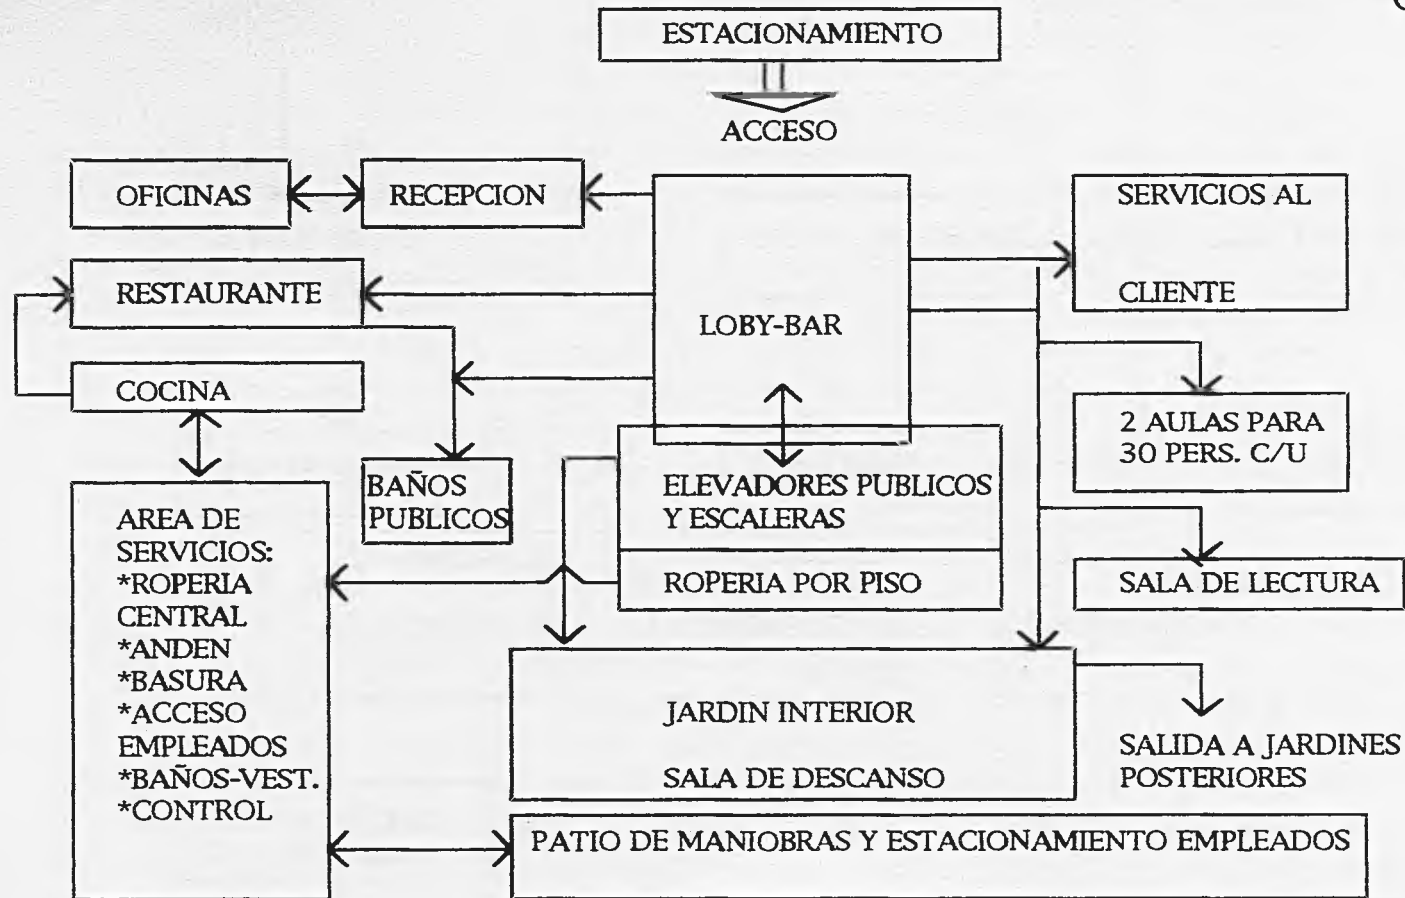 ESTACIONAMIENTO
ACCESO
OFICINAS
RECPECION
RESTAURANTE
COCINA
LOBY-BAR
SERVICIOS AL
CLIENTE
2 AULAS PARA
30 PERS. C/U
BAÑOS
PUBLICOS
ELEVADORES PUBLICOS
Y ESCALERAS
ROPERIA POR PISO
AREA DE
SERVICIOS:
*ROPERIA
CENTRAL
*ANDEN
*BASURA
*ACCESO
EMPLEADOS
*BAÑOS-VEST.
*CONTROL
SALA DE LECTURA
JARDIN INTERIOR
SALA DE DESCANSO
SALIDA A JARDINES
POSTERIORES
PATIO DE MANIOBRAS Y ESTACIONAMIENTO EMPLEADOS